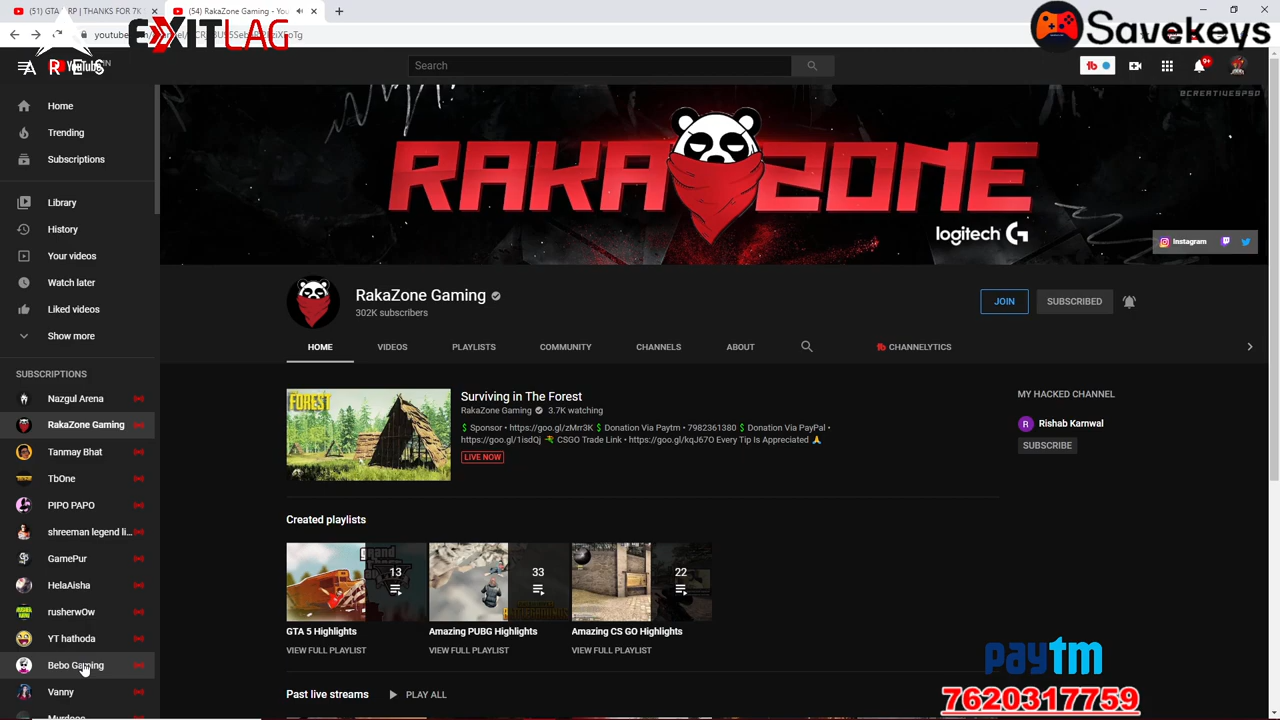 (51) GTA
RP | THANKS FOR 7K
(54) RakaZone Gaming - You
EXITLAG
Savekeys
ARES
YouTube
IN
Search
9+
BCREATIVESPSD
Home
Trending
Subscriptions
Library
History
Your videos
Watch later
Liked videos
Show more
SUBSCRIPTIONS
Nazgul Arena
RakaZone Gaming
Tanmay Bhat
TbOne
PIPO PAPO
shreeman legend li...
GamePur
HelaAisha
rusherwOw
YT hathoda
Bebo Gaming
Vanny
RAKAZONE
logitech G
Instagram
RakaZone Gaming
302K subscribers
JOIN
SUBSCRIBED
HOME
VIDEOS
PLAYLISTS
COMMUNITY
CHANNELS
ABOUT
CHANNELYTICS
FOREST
Surviving in The Forest
RakaZone Gaming 3.7K watching
💲 Sponsor • https://goo.gl/zMrr3K 💲 Donation Via Paytm • 7982361380 💲 Donation Via PayPal •
https://goo.gl/1isdQj 🔫 CSGO Trade Link • https://goo.gl/kqJ67O Every Tip Is Appreciated 🙏
LIVE NOW
MY HACKED CHANNEL
R
Rishab Karnwal
SUBSCRIBE
Created playlists
13
33
22
GTA 5 Highlights
VIEW FULL PLAYLIST
Amazing PUBG Highlights
VIEW FULL PLAYLIST
Amazing CS GO Highlights
VIEW FULL PLAYLIST
Past live streams
PLAY ALL
paytm
7620317759